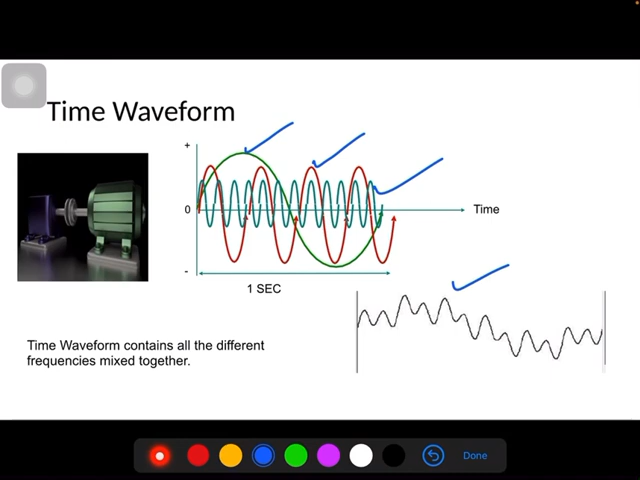 Time Waveform
+
0
Time
-
1 SEC
Time Waveform contains all the different
frequencies mixed together.
Done